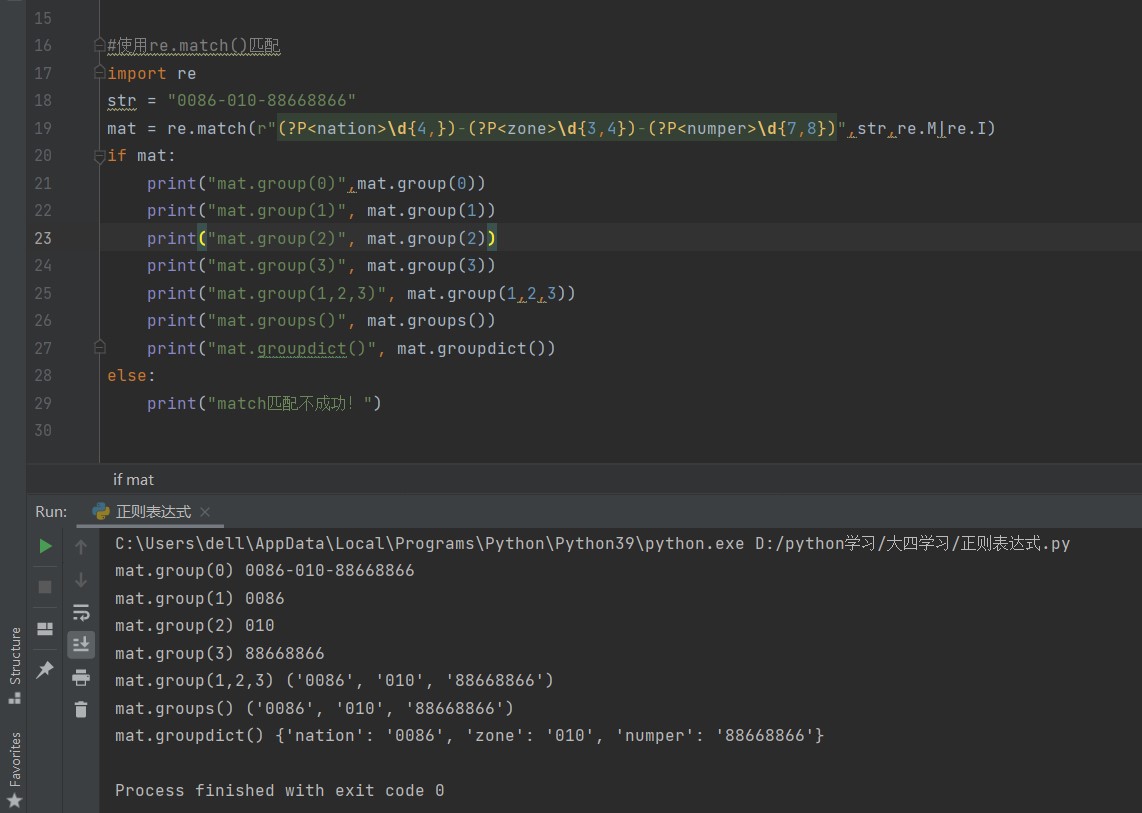 15
16 #使用re.match()匹配
17 import re
18 str = "0086-010-88668866"
19 mat = re.match(r"(?P<nation>\d{4,})-(?P<zone>\d{3,4})-(?P<numper>\d{7,8})",str,re.M|re.I)
20 if mat:
21 print("mat.group(0)",mat.group(0))
22 print("mat.group(1)", mat.group(1))
23 print("mat.group(2)", mat.group(2))
24 print("mat.group(3)", mat.group(3))
25 print("mat.group(1,2,3)", mat.group(1,2,3))
26 print("mat.groups()", mat.groups())
27 print("mat.groupdict()", mat.groupdict())
28 else:
29 print("match匹配不成功！")
30
if mat
Run: 正则表达式
C:\Users\dell\AppData\Local\Programs\Python\Python39\python.exe D:/python学习/大四学习/正则表达式.py
mat.group(0) 0086-010-88668866
mat.group(1) 0086
mat.group(2) 010
mat.group(3) 88668866
mat.group(1,2,3) ('0086', '010', '88668866')
mat.groups() ('0086', '010', '88668866')
mat.groupdict() {'nation': '0086', 'zone': '010', 'numper': '88668866'}
Process finished with exit code 0
Structure
Favorites